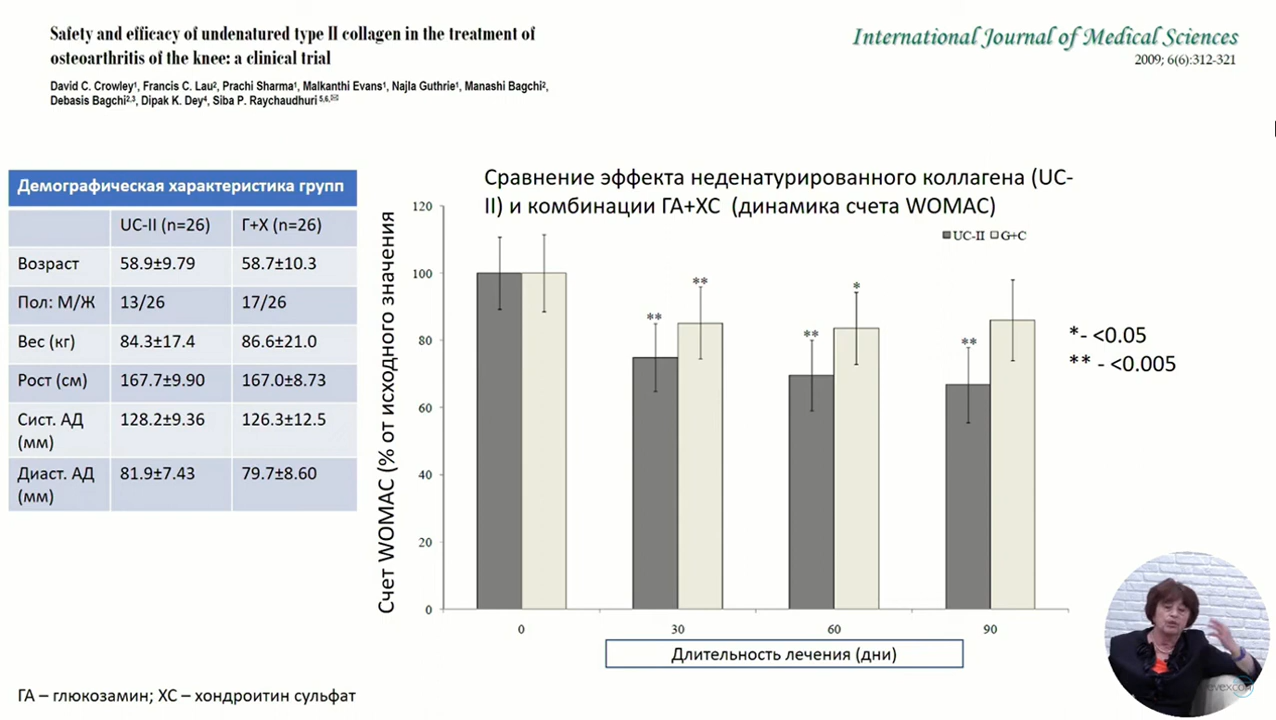 Safety and efficacy of undenatured type II collagen in the treatment of
osteoarthritis of the knee: a clinical trial
David C. Crowley¹, Francis C. Lau², Prachi Sharma¹, Malkanthi Evans¹, Najla Guthrie¹, Manashi Bagchi²,
Debasis Bagchi²,³, Dipak K. Dey⁴, Siba P. Raychaudhuri ⁵,⁶,✉
International Journal of Medical Sciences
2009; 6(6):312-321
Демографическая характеристика групп
UC-II (n=26) Г+Х (n=26)
Возраст 58.9±9.79 58.7±10.3
Пол: М/Ж 13/26 17/26
Вес (кг) 84.3±17.4 86.6±21.0
Рост (см) 167.7±9.90 167.0±8.73
Сист. АД (мм) 128.2±9.36 126.3±12.5
Диаст. АД (мм) 81.9±7.43 79.7±8.60
Сравнение эффекта неденатурированного коллагена (UC-
II) и комбинации ГА+ХС (динамика счета WOMAC)
UC-II G+C
Счет WOMAC (% от исходного значения
120
100
80
60
40
20
0
** **
** *
**
0 30 60 90
Длительность лечения (дни)
*- <0.05
** - <0.005
ГА – глюкозамин; ХС – хондроитин сульфат